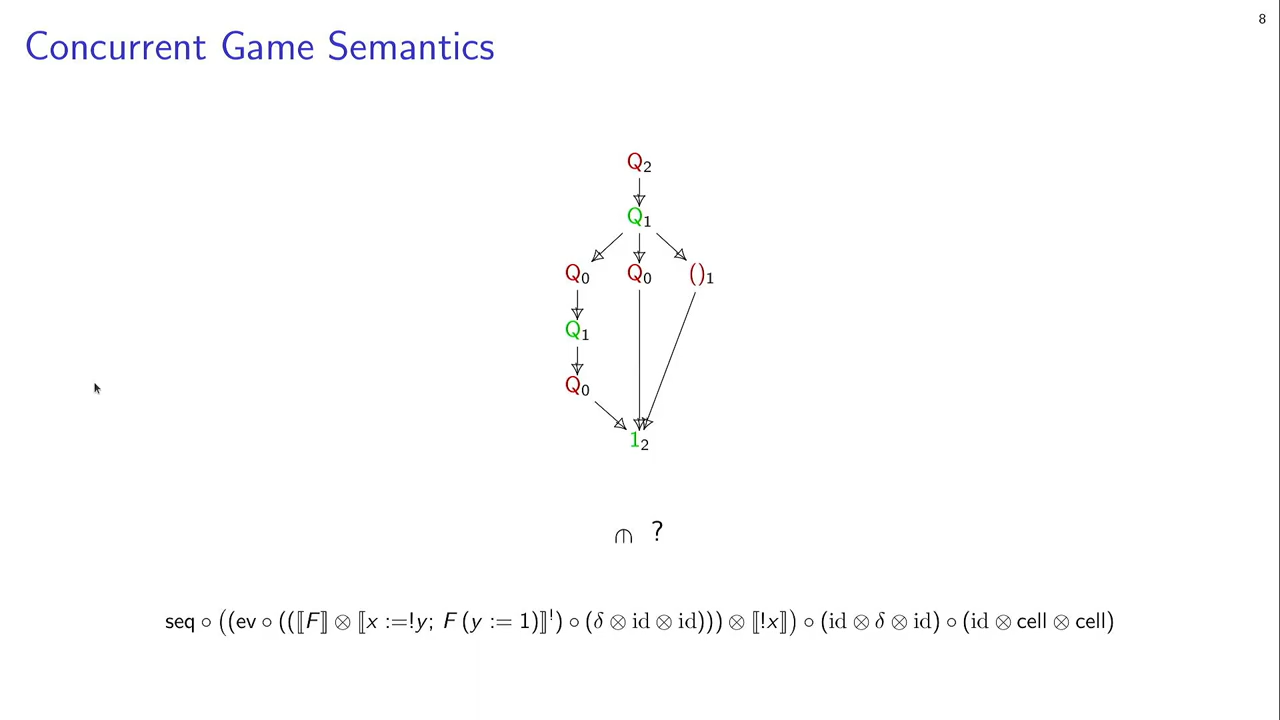 8
Concurrent Game Semantics
Q₂
Q₁
Q₀ Q₀ ()₁
Q₁
Q₀
1₂
⋒ ?
seq ∘ ((ev ∘ ((⟦F⟧ ⊗ ⟦x :=!y; F (y := 1)⟧^!) ∘ (δ ⊗ id ⊗ id))) ⊗ ⟦!x⟧) ∘ (id ⊗ δ ⊗ id) ∘ (id ⊗ cell ⊗ cell)